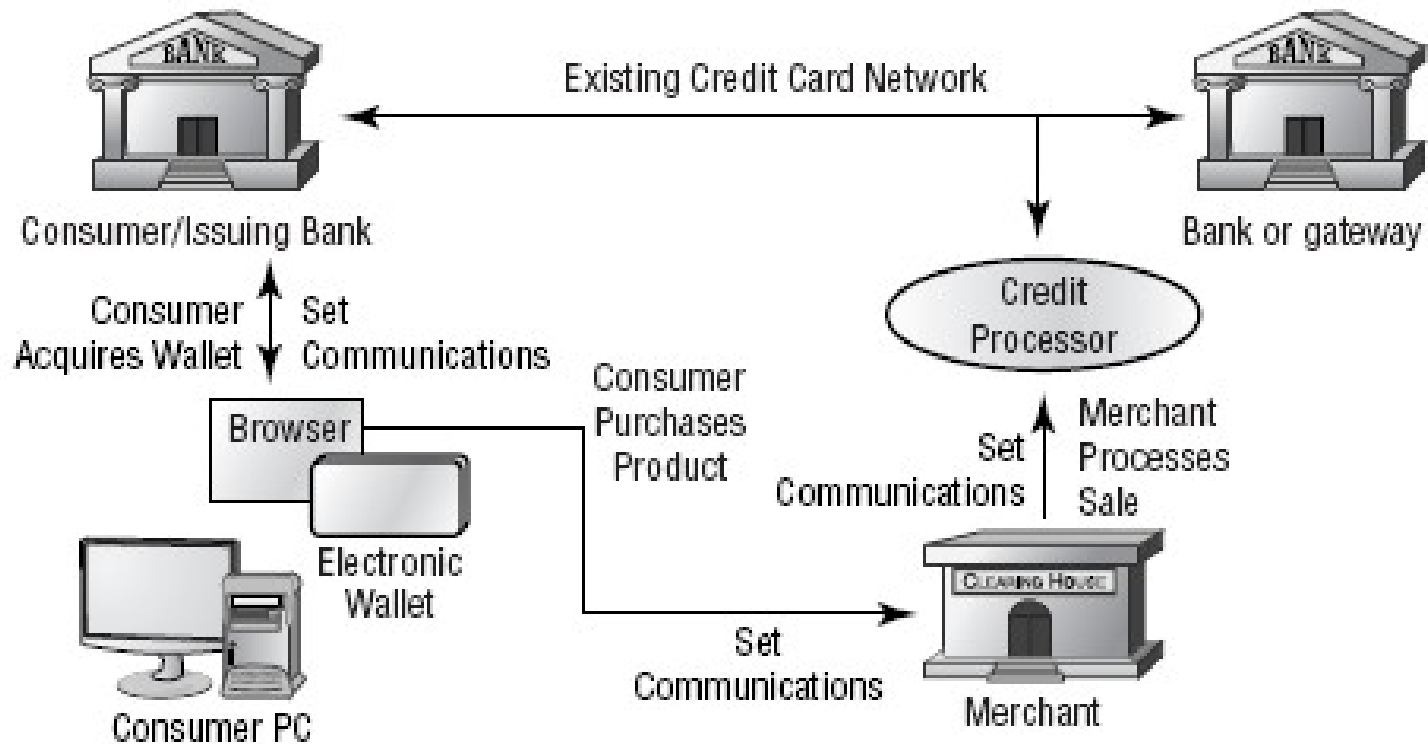 BANK
BANK
Existing Credit Card Network
Consumer/Issuing Bank
Bank or gateway
Consumer
Acquires Wallet
Set
Communications
Credit
Processor
Browser
Consumer
Purchases
Product
Set
Communications
Merchant
Processes
Sale
Electronic
Wallet
CLEARING HOUSE
Set
Communications
Consumer PC
Merchant